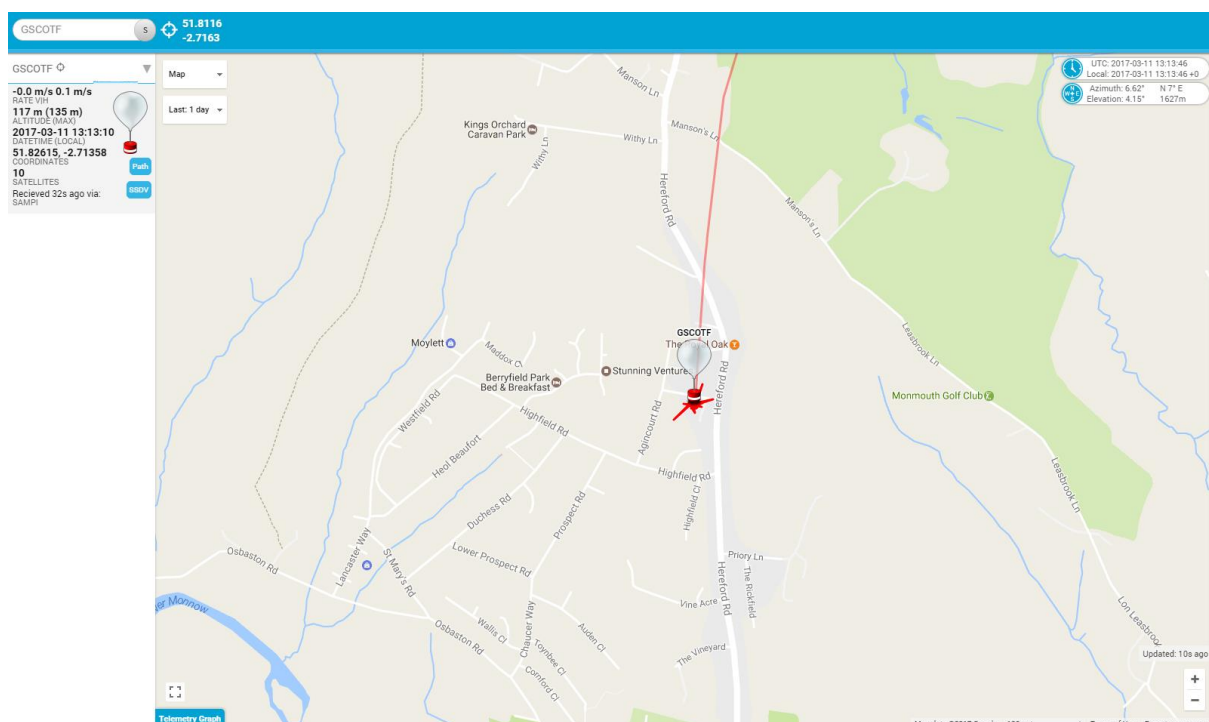 GSCOTF
S
51.8116
-2.7163
GSCOTF
-0.0 m/s 0.1 m/s
RATE V|H
117 m (135 m)
ALTITUDE (MAX)
2017-03-11 13:13:10
DATETIME (LOCAL)
51.82615, -2.71358
COORDINATES
10
SATELLITES
Recieved 32s ago via:
SAMPI
Path
SSDV
Map
Last: 1 day
UTC: 2017-03-11 13:13:46
Local: 2017-03-11 13:13:46 +0
Azimuth: 6.62° N 7° E
Elevation: 4.15° 1627m
Manson's Ln
Kings Orchard
Caravan Park
Withy Ln
Withy Ln
Manson's Ln
Hereford Rd
Manson's Ln
GSCOTF
The Oak
Moylett
Maddox Cl
Stunning
Berryfield Park
Bed & Breakfast
Hereford Rd
Leasbrook Ln
Monmouth Golf Club
Westfield Rd
Highfield Rd
Agincourt Rd
Heol Beaufort
Highfield Rd
Leasbrook Ln
Duchess Rd
Prospect Rd
Highfield Cl
Osbaston Rd
Lancaster Way
St Mary's Rd
Lower Prospect Rd
Priory Ln
Hereford Rd
The Rickfield
Monnow
Vine Acre
Osbaston Rd
Wallis Cl
Chaucer Way
Auden Cl
Toynbee Cl
Cornford Cl
The Vineyard
Lon Leasbrook
Updated: 10s ago
+
−
Telemetry Graph